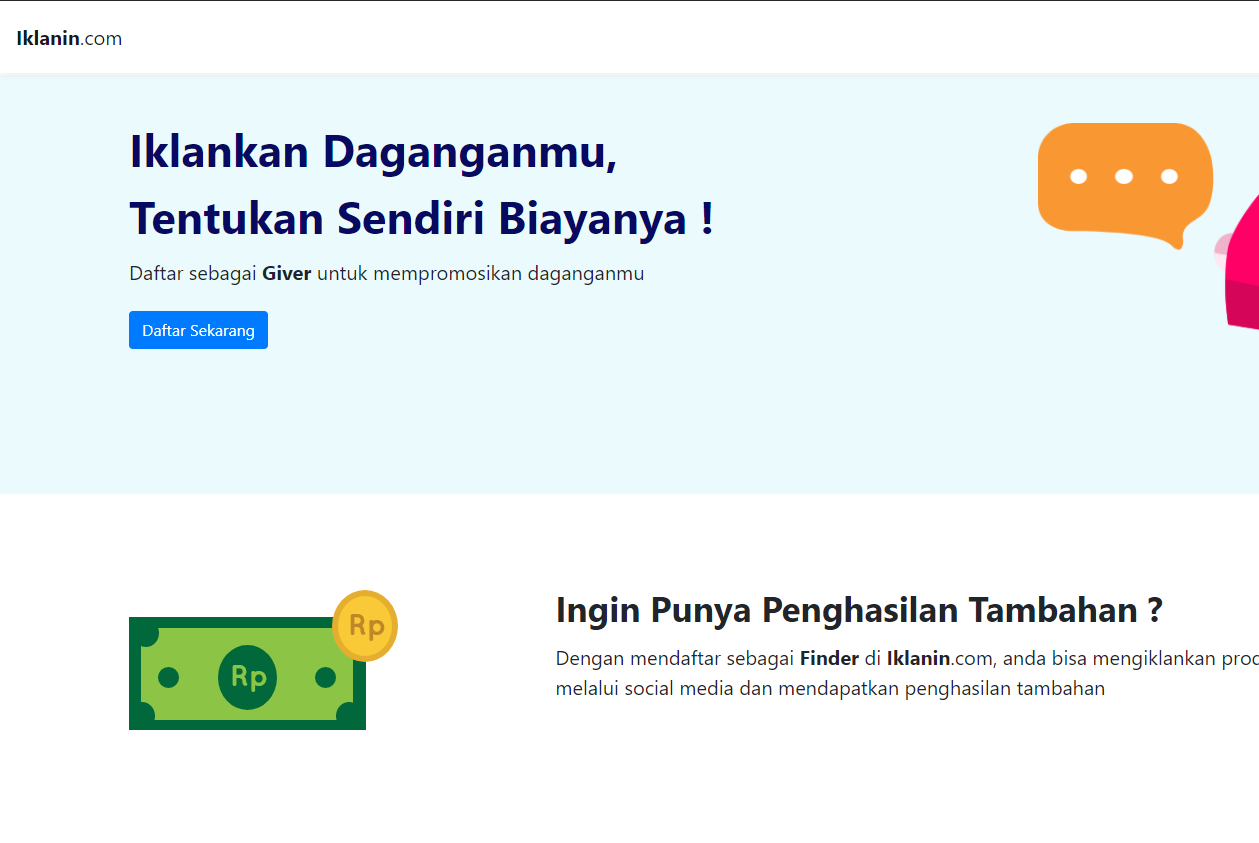 Iklanin.com
Iklankan Daganganmu,
Tentukan Sendiri Biayanya !
Daftar sebagai Giver untuk mempromosikan daganganmu
Daftar Sekarang
Rp
Rp
Ingin Punya Penghasilan Tambahan ?
Dengan mendaftar sebagai Finder di Iklanin.com, anda bisa mengiklankan
melalui social media dan mendapatkan penghasilan tambahan